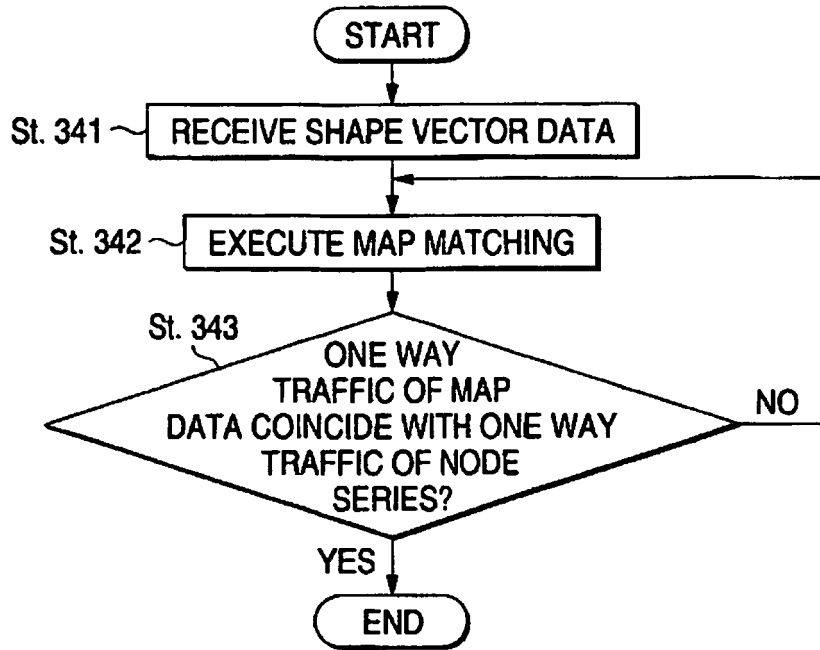 START
St. 341
RECEIVE SHAPE VECTOR DATA
St. 342
EXECUTE MAP MATCHING
St. 343
ONE WAY
TRAFFIC OF MAP
DATA COINCIDE WITH ONE WAY
TRAFFIC OF NODE
SERIES?
NO
YES
END